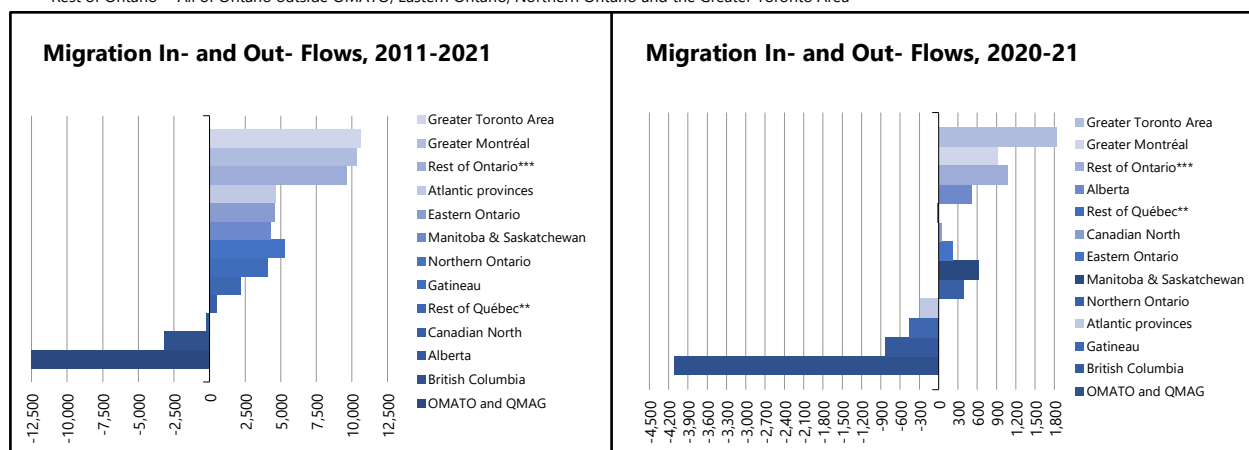 Rest of Ontario = All of Ontario outside OMATO, Eastern Ontario, Northern Ontario and the Greater Toronto Area
Migration In- and Out- Flows, 2011-2021
Greater Toronto Area
Greater Montréal
Rest of Ontario***
Atlantic provinces
Eastern Ontario
Manitoba & Saskatchewan
Northern Ontario
Gatineau
Rest of Québec**
Canadian North
Alberta
British Columbia
OMATO and QMAG
-12,500
-10,000
-7,500
-5,000
-2,500
0
2,500
5,000
7,500
10,000
12,500
Migration In- and Out- Flows, 2020-21
Greater Toronto Area
Greater Montréal
Rest of Ontario***
Alberta
Rest of Québec**
Canadian North
Eastern Ontario
Manitoba & Saskatchewan
Northern Ontario
Atlantic provinces
Gatineau
British Columbia
OMATO and QMAG
-4,500
-4,200
-3,900
-3,600
-3,300
-3,000
-2,700
-2,400
-2,100
-1,800
-1,500
-1,200
-900
-600
-300
0
300
600
900
1,200
1,500
1,800